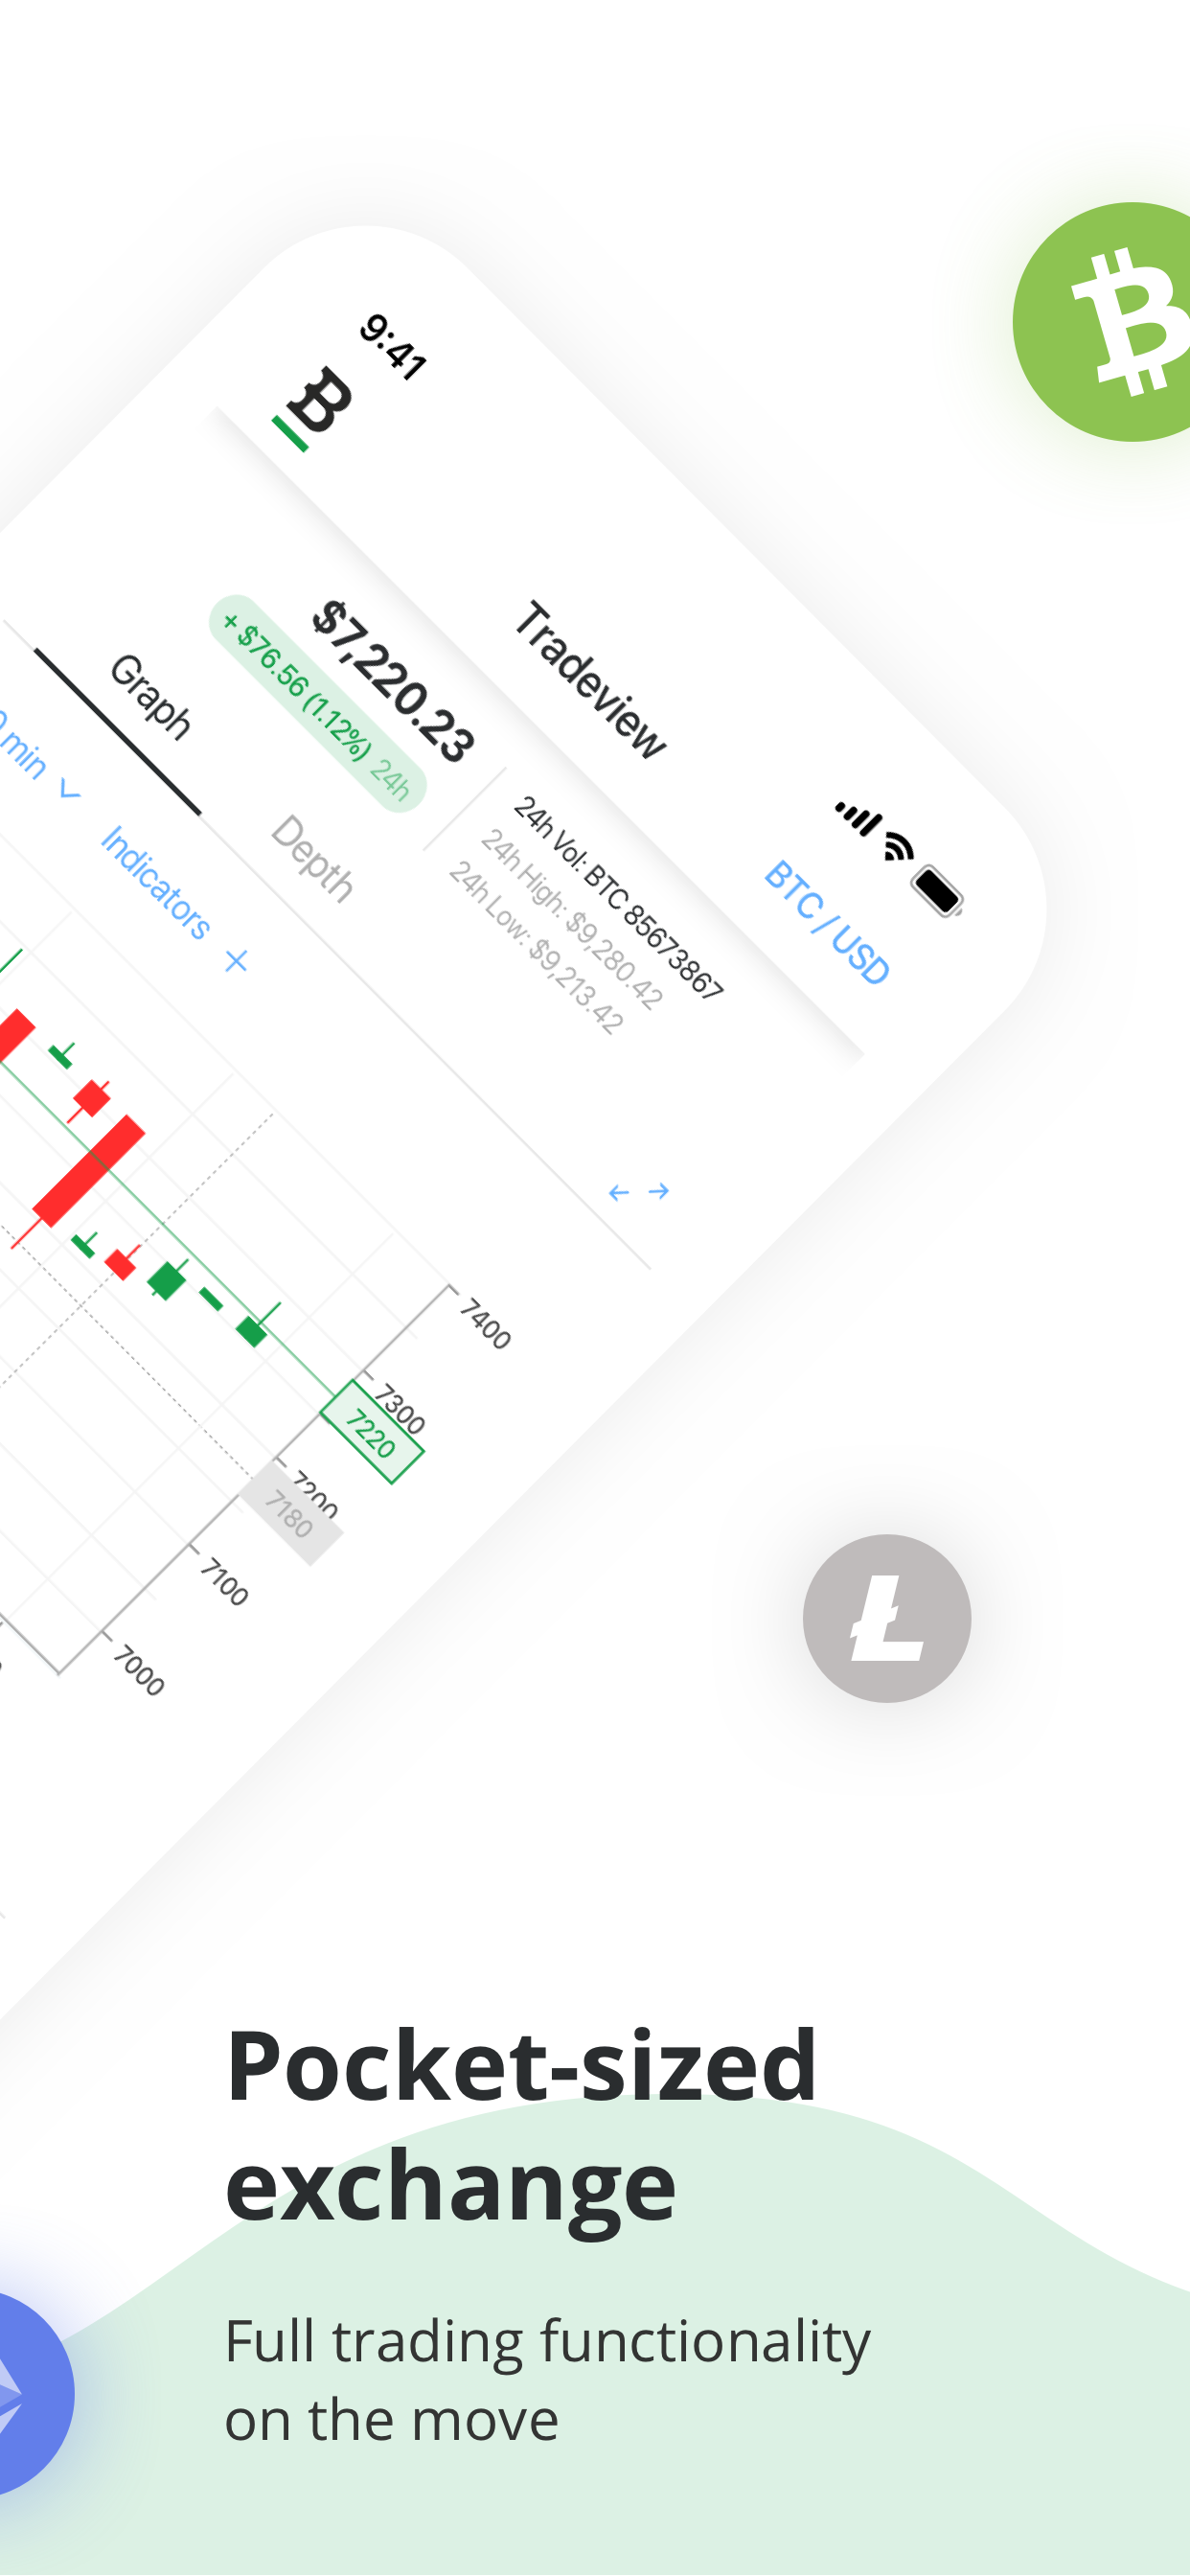 9:41
Tradeview
BTC / USD
$7,220.23
+ $76.56 (1.12%) 24h
24h Vol: BTC 85673867
24h High: $9,280.42
24h Low: $9,213.42
Graph
Depth
min
Indicators
7400
7300
7220
7200
7180
7100
7000
Pocket-sized
exchange
Full trading functionality
on the move